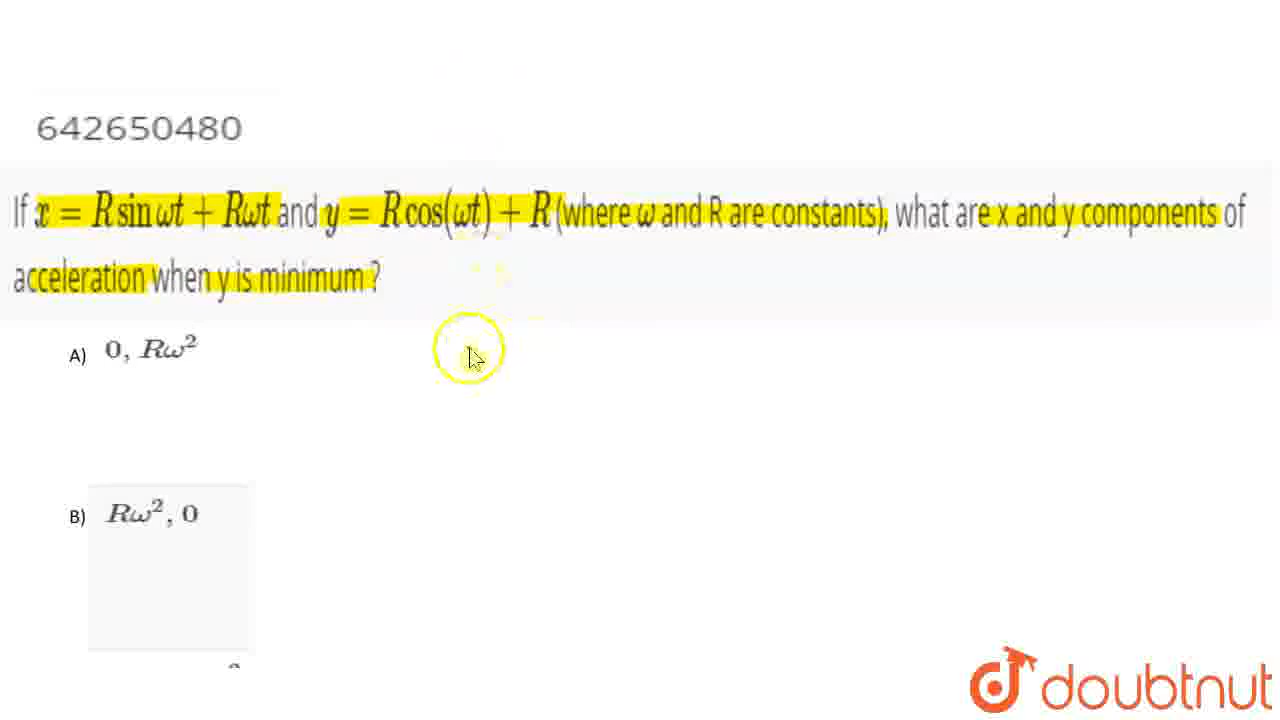 642650480
If x = R sin ωt + Rωt and y = R cos(ωt) + R (where ω and R are constants), what are x and y components of
acceleration when y is minimum ?
A) 0, Rω²
B) Rω², 0
doubtnut